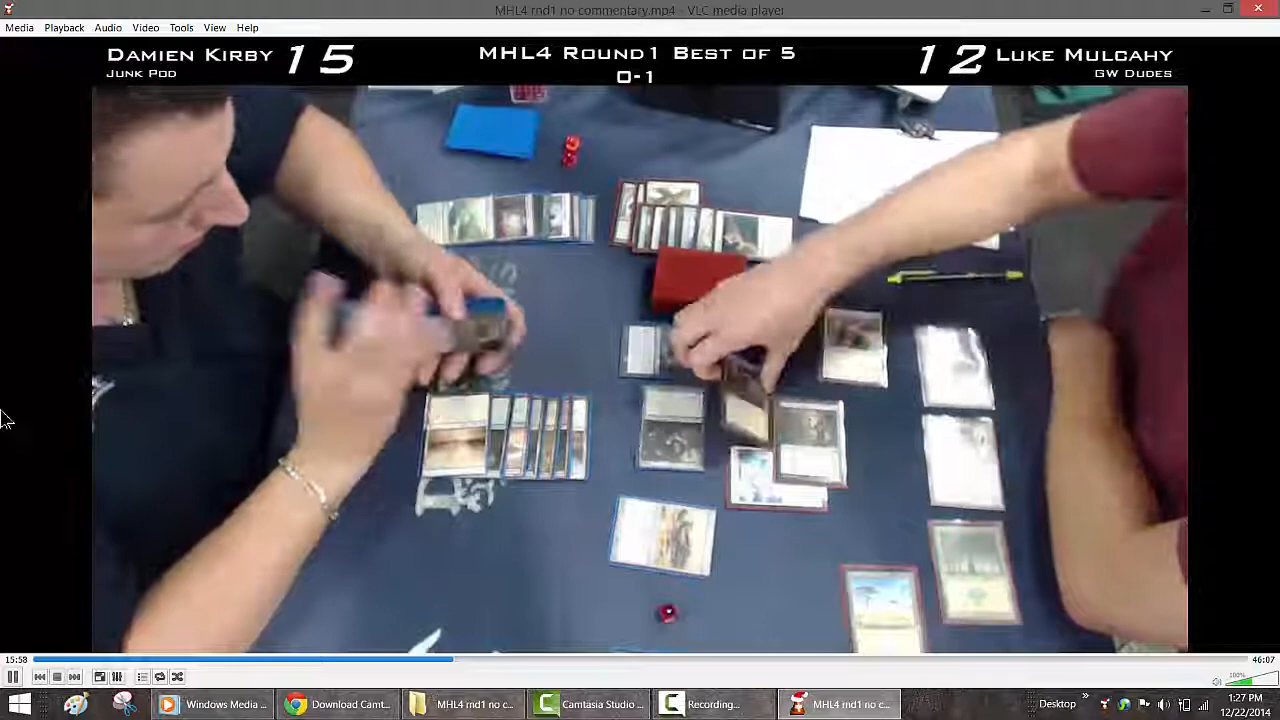 MHL4 rnd1 no commentary.mp4 - VLC media player
Media Playback Audio Video Tools View Help
DAMIEN KIRBY 15
JUNK POD
MHL4 ROUND 1 BEST OF 5
0-1
12 LUKE MULCAHY
GW DUDES
15:58
46:07
100%
Windows Media ...
Download Camt...
MHL4 rnd1 no c...
Camtasia Studio ...
Recording...
MHL4 rnd1 no c...
Desktop
1:27 PM
12/22/2014